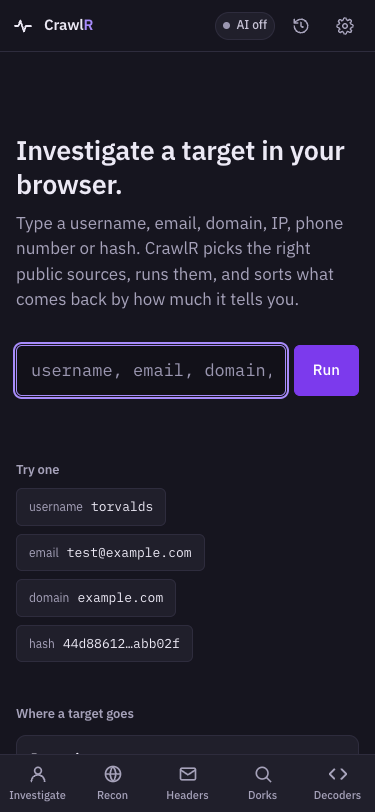 CrawlR
AI off
Investigate a target in your
browser.
Type a username, email, domain, IP, phone
number or hash. CrawlR picks the right
public sources, runs them, and sorts what
comes back by how much it tells you.
username, email, domain,
Run
Try one
username torvalds
email test@example.com
domain example.com
hash 44d88612…abb02f
Where a target goes
Investigate
Recon
Headers
Dorks
Decoders